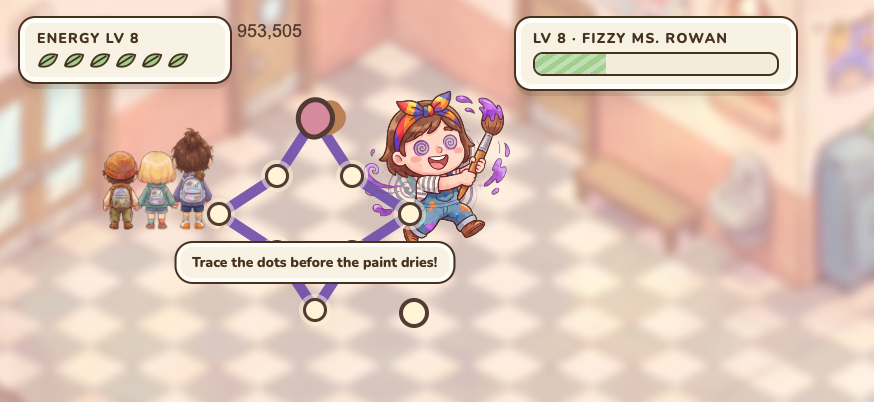 ENERGY LV 8
953,505
LV 8 · FIZZY MS. ROWAN
Trace the dots before the paint dries!